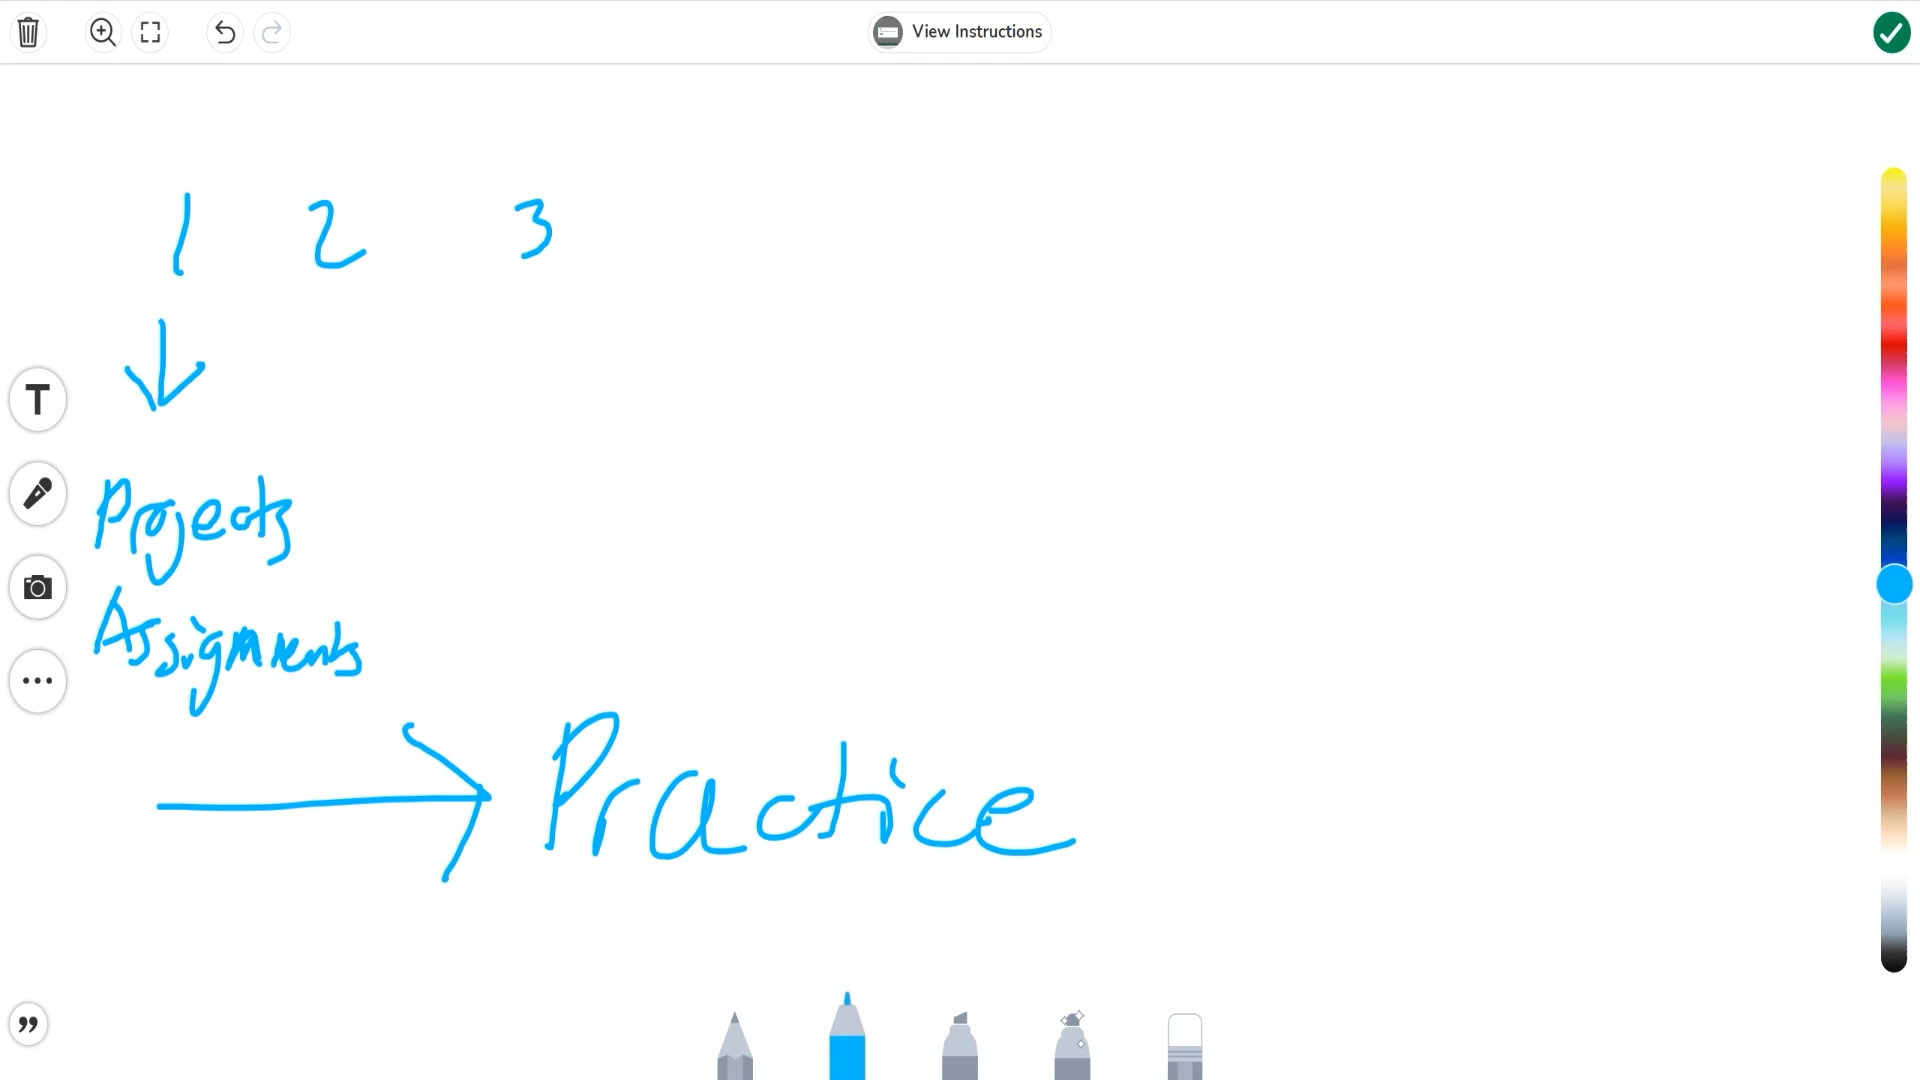 View Instructions
1 2 3
T
Projects
Assignments
Practice